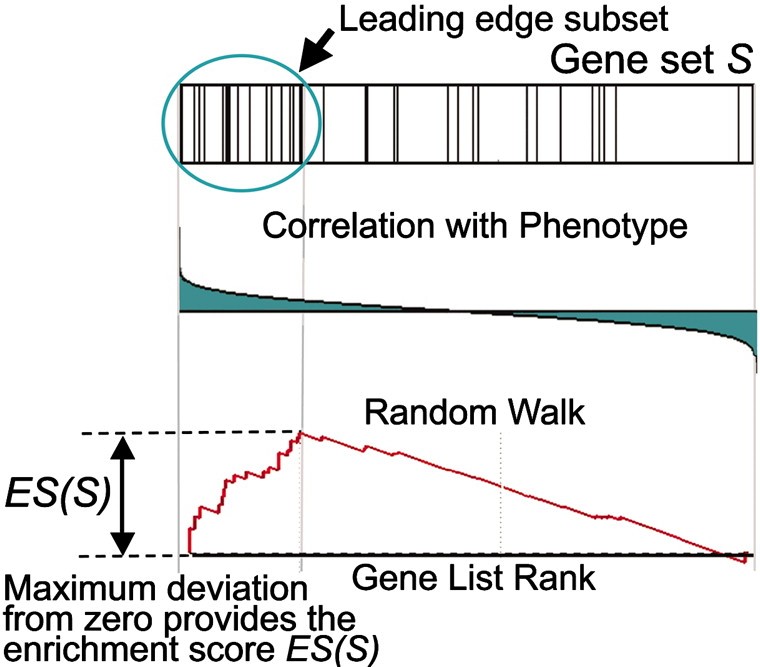 Leading edge subset
Gene set S
Correlation with Phenotype
Random Walk
ES(S)
Gene List Rank
Maximum deviation
from zero provides the
enrichment score ES(S)